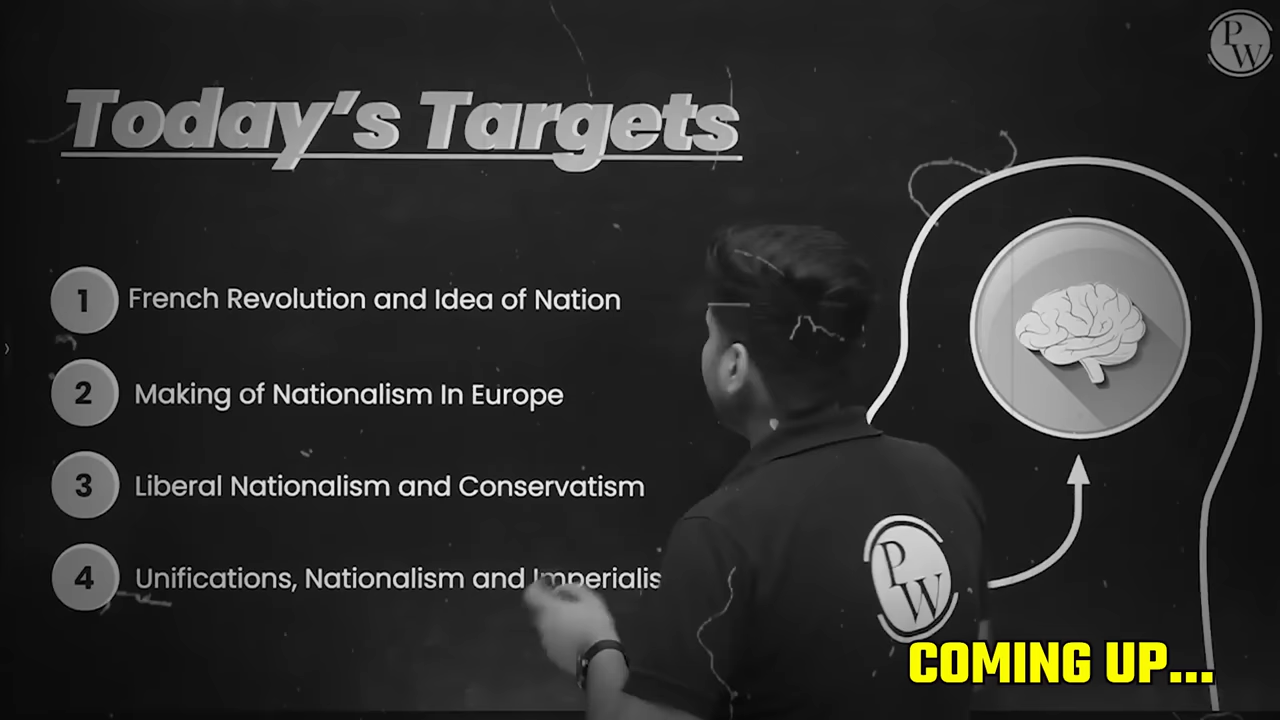 PW
Today's Targets
1 French Revolution and Idea of Nation
2 Making of Nationalism In Europe
3 Liberal Nationalism and Conservatism
4 Unifications, Nationalism and Imperialis
PW
COMING UP...